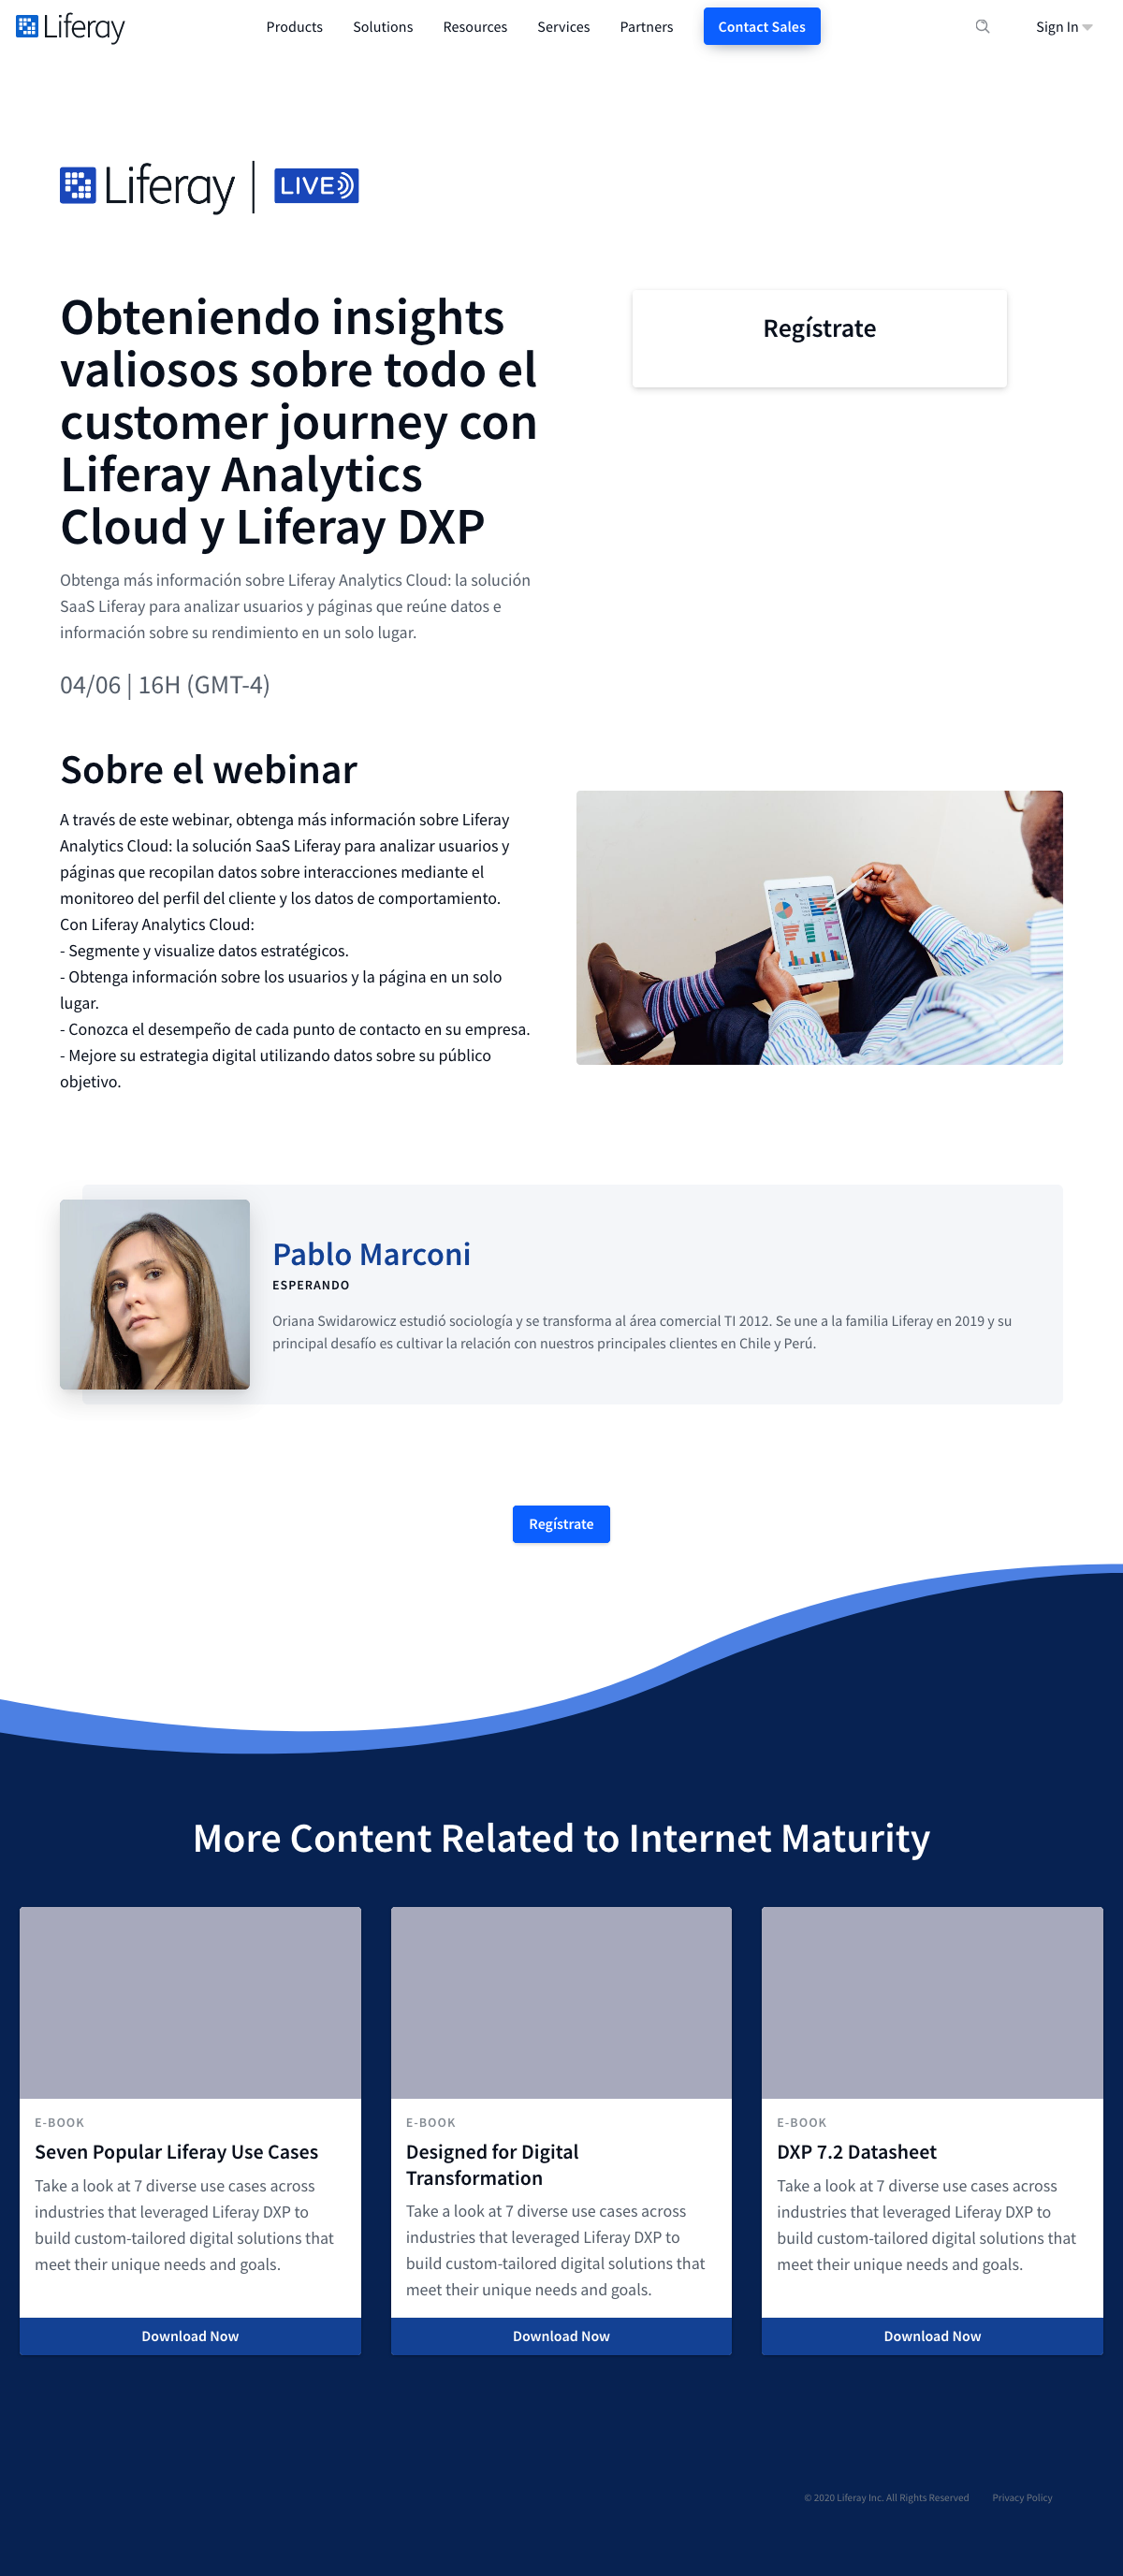 Liferay
Products
Solutions
Resources
Services
Partners
Contact Sales
Sign In
Liferay | LIVE
Obteniendo insights
valiosos sobre todo el
customer journey con
Liferay Analytics
Cloud y Liferay DXP
Obtenga más información sobre Liferay Analytics Cloud: la solución
SaaS Liferay para analizar usuarios y páginas que reúne datos e
información sobre su rendimiento en un solo lugar.
04/06 | 16H (GMT-4)
Regístrate
Sobre el webinar
A través de este webinar, obtenga más información sobre Liferay
Analytics Cloud: la solución SaaS Liferay para analizar usuarios y
páginas que recopilan datos sobre interacciones mediante el
monitoreo del perfil del cliente y los datos de comportamiento.
Con Liferay Analytics Cloud:
- Segmente y visualize datos estratégicos.
- Obtenga información sobre los usuarios y la página en un solo
lugar.
- Conozca el desempeño de cada punto de contacto en su empresa.
- Mejore su estrategia digital utilizando datos sobre su público
objetivo.
Pablo Marconi
ESPERANDO
Oriana Swidarowicz estudió sociología y se transforma al área comercial TI 2012. Se une a la familia Liferay en 2019 y su
principal desafío es cultivar la relación con nuestros principales clientes en Chile y Perú.
Regístrate
More Content Related to Internet Maturity
E-BOOK
Seven Popular Liferay Use Cases
Take a look at 7 diverse use cases across
industries that leveraged Liferay DXP to
build custom-tailored digital solutions that
meet their unique needs and goals.
Download Now
E-BOOK
Designed for Digital
Transformation
Take a look at 7 diverse use cases across
industries that leveraged Liferay DXP to
build custom-tailored digital solutions that
meet their unique needs and goals.
Download Now
E-BOOK
DXP 7.2 Datasheet
Take a look at 7 diverse use cases across
industries that leveraged Liferay DXP to
build custom-tailored digital solutions that
meet their unique needs and goals.
Download Now
© 2020 Liferay Inc. All Rights Reserved
Privacy Policy